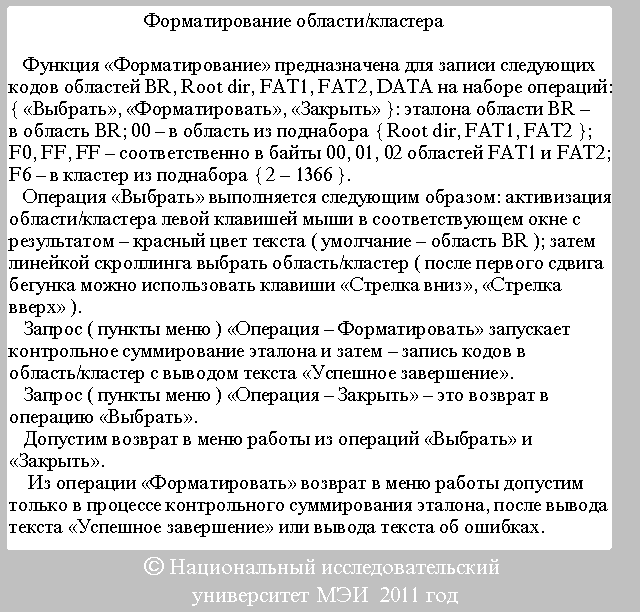 Форматирование области/кластера
Функция «Форматирование» предназначена для записи следующих
кодов областей BR, Root dir, FAT1, FAT2, DATA на наборе операций:
{ «Выбрать», «Форматировать», «Закрыть» }: эталона области BR –
в область BR; 00 – в область из поднабора { Root dir, FAT1, FAT2 };
F0, FF, FF – соответственно в байты 00, 01, 02 областей FAT1 и FAT2;
F6 – в кластер из поднабора { 2 – 1366 }.
Операция «Выбрать» выполняется следующим образом: активизация
области/кластера левой клавишей мыши в соответствующем окне с
результатом – красный цвет текста ( умолчание – область BR ); затем
линейкой скроллинга выбрать область/кластер ( после первого сдвига
бегунка можно использовать клавиши «Стрелка вниз», «Стрелка
вверх» ).
Запрос ( пункты меню ) «Операция – Форматировать» запускает
контрольное суммирование эталона и затем – запись кодов в
область/кластер с выводом текста «Успешное завершение».
Запрос ( пункты меню ) «Операция – Закрыть» – это возврат в
операцию «Выбрать».
Допустим возврат в меню работы из операций «Выбрать» и
«Закрыть».
Из операции «Форматировать» возврат в меню работы допустим
только в процессе контрольного суммирования эталона, после вывода
текста «Успешное завершение» или вывода текста об ошибках.
© Национальный исследовательский
университет МЭИ 2011 год